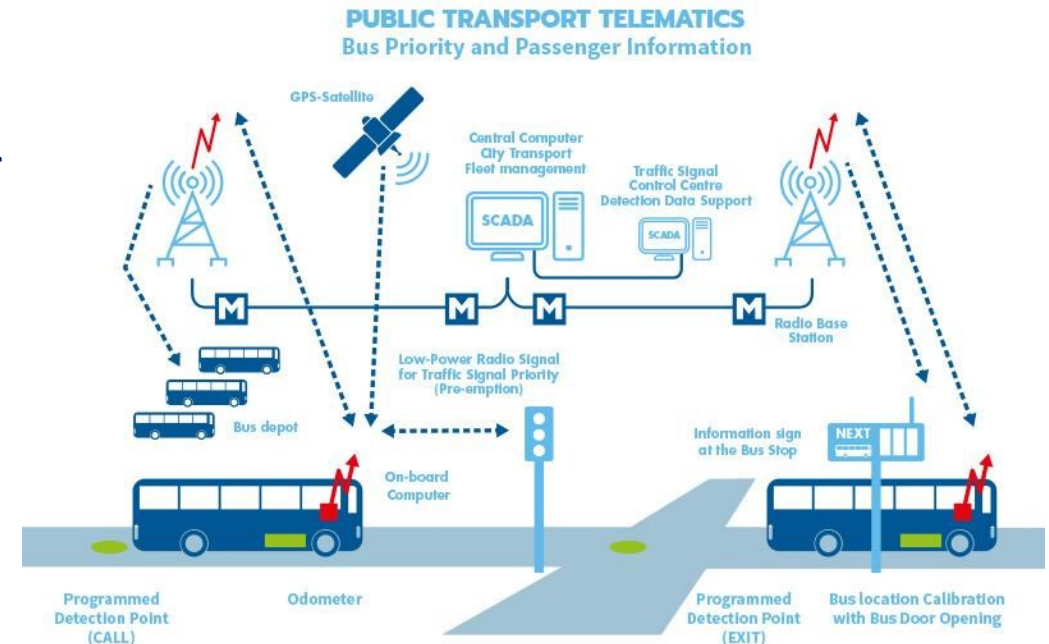 PUBLIC TRANSPORT TELEMATICS
Bus Priority and Passenger Information
GPS-Satellite
Central Computer
City Transport
Fleet management
Traffic Signal
Control Centre
Detection Data Support
SCADA
SCADA
M
M
M
M
Radio Base
Station
Low-Power Radio Signal
for Traffic Signal Priority
(Pre-emption)
Bus depot
Information sign
at the Bus Stop
NEXT
On-board
Computer
Programmed
Detection Point
(CALL)
Odometer
Programmed
Detection Point
(EXIT)
Bus location Calibration
with Bus Door Opening